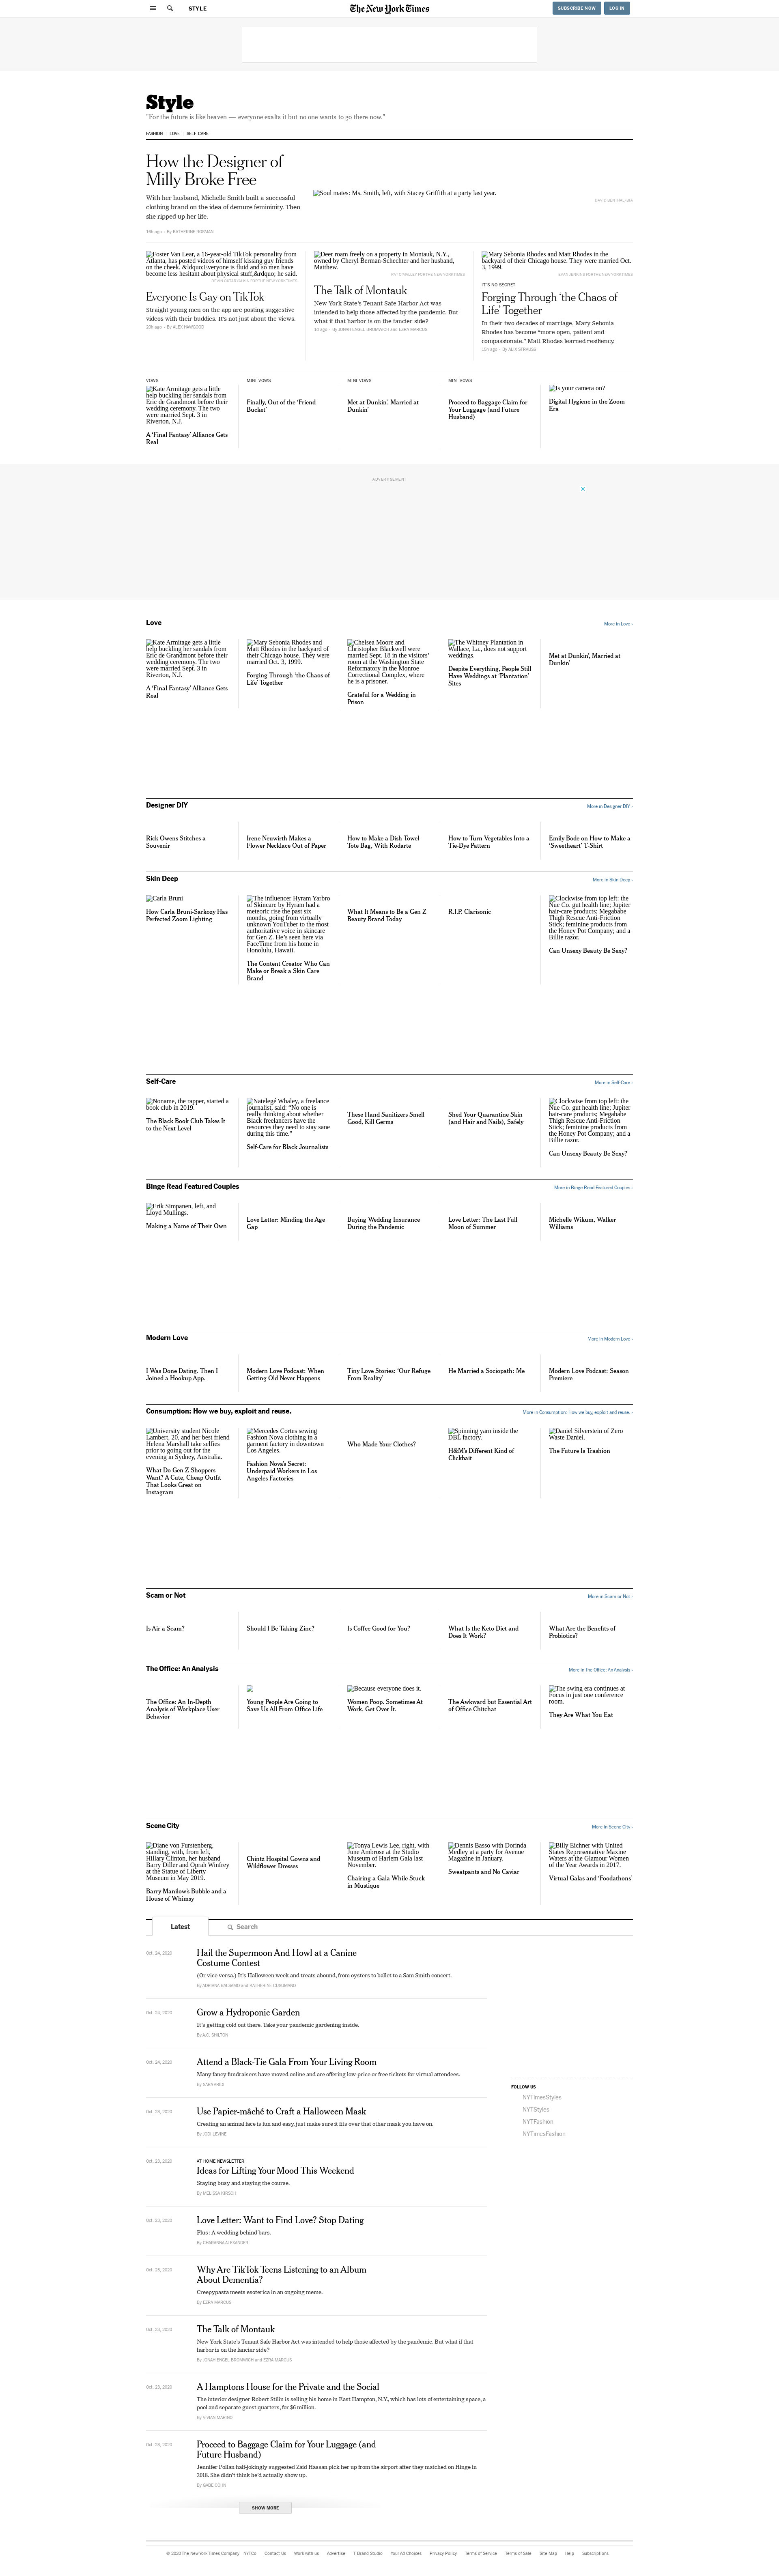 STYLE
The New York Times
SUBSCRIBE NOW
LOG IN
Style
"For the future is like heaven — everyone exalts it but no one wants to go there now."
FASHION
LOVE
SELF-CARE
How the Designer of
Milly Broke Free
With her husband, Michelle Smith built a successful
clothing brand on the idea of demure femininity. Then
she ripped up her life.
16h ago – By KATHERINE ROSMAN
Soul mates: Ms. Smith, left, with Stacey Griffith at a party last year.
DAVID BENTHAL/BFA
Foster Van Lear, a 16-year-old TikTok personality from
Atlanta, has posted videos of himself kissing guy friends
on the cheek. &ldquo;Everyone is fluid and so men have
become less hesitant about physical stuff,&rdquo; he said.
Everyone Is Gay on TikTok
Straight young men on the app are posting suggestive
videos with their buddies. It's not just about the views.
20h ago – By ALEX HAWGOOD
Deer roam freely on a property in Montauk, N.Y.,
owned by Cheryl Berman-Schechter and her husband,
Matthew.
PAT O'MALLEY FOR THE NEW YORK TIMES
The Talk of Montauk
New York State's Tenant Safe Harbor Act was
intended to help those affected by the pandemic. But
what if that harbor is on the fancier side?
1d ago – By JONAH ENGEL BROMWICH and EZRA MARCUS
Mary Sebonia Rhodes and Matt Rhodes in the
backyard of their Chicago house. They were married Oct.
3, 1999.
EVAN JENKINS FOR THE NEW YORK TIMES
IT'S NO SECRET
Forging Through 'the Chaos of
Life' Together
In their two decades of marriage, Mary Sebonia
Rhodes has become "more open, patient and
compassionate." Matt Rhodes learned resiliency.
15h ago – By ALIX STRAUSS
VOWS
Kate Armitage gets a little
help buckling her sandals from
Eric de Grandmont before their
wedding ceremony. The two
were married Sept. 3 in
Riverton, N.J.
A 'Final Fantasy' Alliance Gets
Real
MINI-VOWS
Finally, Out of the 'Friend
Bucket'
MINI-VOWS
Met at Dunkin', Married at
Dunkin'
MINI-VOWS
Proceed to Baggage Claim for
Your Luggage (and Future
Husband)
Is your camera on?
Digital Hygiene in the Zoom
Era
ADVERTISEMENT
Love
More in Love ›
Kate Armitage gets a little
help buckling her sandals from
Eric de Grandmont before their
wedding ceremony. The two
were married Sept. 3 in
Riverton, N.J.
A 'Final Fantasy' Alliance Gets
Real
Mary Sebonia Rhodes and
Matt Rhodes in the backyard of
their Chicago house. They were
married Oct. 3, 1999.
Forging Through 'the Chaos of
Life' Together
Chelsea Moore and
Christopher Blackwell were
married Sept. 18 in the visitors'
room at the Washington State
Reformatory in the Monroe
Correctional Complex, where
he is a prisoner.
Grateful for a Wedding in
Prison
The Whitney Plantation in
Wallace, La., does not support
weddings.
Despite Everything, People Still
Have Weddings at 'Plantation'
Sites
Met at Dunkin', Married at
Dunkin'
Designer DIY
More in Designer DIY ›
Rick Owens Stitches a
Souvenir
Irene Neuwirth Makes a
Flower Necklace Out of Paper
How to Make a Dish Towel
Tote Bag, With Rodarte
How to Turn Vegetables Into a
Tie-Dye Pattern
Emily Bode on How to Make a
'Sweetheart' T-Shirt
Skin Deep
More in Skin Deep ›
Carla Bruni
How Carla Bruni-Sarkozy Has
Perfected Zoom Lighting
The influencer Hyram Yarbro
of Skincare by Hyram had a
meteoric rise the past six
months, going from virtually
unknown YouTuber to the most
authoritative voice in skincare
for Gen Z. He's seen here via
FaceTime from his home in
Honolulu, Hawaii.
The Content Creator Who Can
Make or Break a Skin Care
Brand
What It Means to Be a Gen Z
Beauty Brand Today
R.I.P. Clarisonic
Clockwise from top left: the
Nue Co. gut health line; Jupiter
hair-care products; Megababe
Thigh Rescue Anti-Friction
Stick; feminine products from
the Honey Pot Company; and a
Billie razor.
Can Unsexy Beauty Be Sexy?
Self-Care
More in Self-Care ›
Noname, the rapper, started a
book club in 2019.
The Black Book Club Takes It
to the Next Level
Natelegé Whaley, a freelance
journalist, said: "No one is
really thinking about whether
Black freelancers have the
resources they need to stay sane
during this time."
Self-Care for Black Journalists
These Hand Sanitizers Smell
Good, Kill Germs
Shed Your Quarantine Skin
(and Hair and Nails), Safely
Clockwise from top left: the
Nue Co. gut health line; Jupiter
hair-care products; Megababe
Thigh Rescue Anti-Friction
Stick; feminine products from
the Honey Pot Company; and a
Billie razor.
Can Unsexy Beauty Be Sexy?
Binge Read Featured Couples
More in Binge Read Featured Couples ›
Erik Simpanen, left, and
Lloyd Mullings.
Making a Name of Their Own
Love Letter: Minding the Age
Gap
Buying Wedding Insurance
During the Pandemic
Love Letter: The Last Full
Moon of Summer
Michelle Wikum, Walker
Williams
Modern Love
More in Modern Love ›
I Was Done Dating. Then I
Joined a Hookup App.
Modern Love Podcast: When
Getting Old Never Happens
Tiny Love Stories: 'Our Refuge
From Reality'
He Married a Sociopath: Me
Modern Love Podcast: Season
Premiere
Consumption: How we buy, exploit and reuse.
More in Consumption: How we buy, exploit and reuse. ›
University student Nicole
Lambert, 20, and her best friend
Helena Marshall take selfies
prior to going out for the
evening in Sydney, Australia.
What Do Gen Z Shoppers
Want? A Cute, Cheap Outfit
That Looks Great on
Instagram
Mercedes Cortes sewing
Fashion Nova clothing in a
garment factory in downtown
Los Angeles.
Fashion Nova's Secret:
Underpaid Workers in Los
Angeles Factories
Who Made Your Clothes?
Spinning yarn inside the
DBL factory.
H&M's Different Kind of
Clickbait
Daniel Silverstein of Zero
Waste Daniel.
The Future Is Trashion
Scam or Not
More in Scam or Not ›
Is Air a Scam?
Should I Be Taking Zinc?
Is Coffee Good for You?
What Is the Keto Diet and
Does It Work?
What Are the Benefits of
Probiotics?
The Office: An Analysis
More in The Office: An Analysis ›
The Office: An In-Depth
Analysis of Workplace User
Behavior
Young People Are Going to
Save Us All From Office Life
Because everyone does it.
Women Poop. Sometimes At
Work. Get Over It.
The Awkward but Essential Art
of Office Chitchat
The swing era continues at
Focus in just one conference
room.
They Are What You Eat
Scene City
More in Scene City ›
Diane von Furstenberg,
standing, with, from left,
Hillary Clinton, her husband
Barry Diller and Oprah Winfrey
at the Statue of Liberty
Museum in May 2019.
Barry Manilow's Bubble and a
House of Whimsy
Chintz Hospital Gowns and
Wildflower Dresses
Tonya Lewis Lee, right, with
June Ambrose at the Studio
Museum of Harlem Gala last
November.
Chairing a Gala While Stuck
in Mustique
Dennis Basso with Dorinda
Medley at a party for Avenue
Magazine in January.
Sweatpants and No Caviar
Billy Eichner with United
States Representative Maxine
Waters at the Glamour Women
of the Year Awards in 2017.
Virtual Galas and 'Foodathons'
Latest
Search
Oct. 24, 2020
Hail the Supermoon And Howl at a Canine
Costume Contest
(Or vice versa.) It's Halloween week and treats abound, from oysters to ballet to a Sam Smith concert.
By ADRIANA BALSAMO and KATHERINE CUSUMANO
Oct. 24, 2020
Grow a Hydroponic Garden
It's getting cold out there. Take your pandemic gardening inside.
By A.C. SHILTON
Oct. 24, 2020
Attend a Black-Tie Gala From Your Living Room
Many fancy fundraisers have moved online and are offering low-price or free tickets for virtual attendees.
By SARA ARIDI
Oct. 23, 2020
Use Papier-mâché to Craft a Halloween Mask
Creating an animal face is fun and easy, just make sure it fits over that other mask you have on.
By JODI LEVINE
Oct. 23, 2020
AT HOME NEWSLETTER
Ideas for Lifting Your Mood This Weekend
Staying busy and staying the course.
By MELISSA KIRSCH
Oct. 23, 2020
Love Letter: Want to Find Love? Stop Dating
Plus: A wedding behind bars.
By CHARANNA ALEXANDER
Oct. 23, 2020
Why Are TikTok Teens Listening to an Album
About Dementia?
Creepypasta meets esoterica in an ongoing meme.
By EZRA MARCUS
Oct. 23, 2020
The Talk of Montauk
New York State's Tenant Safe Harbor Act was intended to help those affected by the pandemic. But what if that
harbor is on the fancier side?
By JONAH ENGEL BROMWICH and EZRA MARCUS
Oct. 23, 2020
A Hamptons House for the Private and the Social
The interior designer Robert Stilin is selling his home in East Hampton, N.Y., which has lots of entertaining space, a
pool and separate guest quarters, for $6 million.
By VIVIAN MARINO
Oct. 23, 2020
Proceed to Baggage Claim for Your Luggage (and
Future Husband)
Jennifer Pollan half-jokingly suggested Zaid Hassan pick her up from the airport after they matched on Hinge in
2018. She didn't think he'd actually show up.
By GABE COHN
SHOW MORE
FOLLOW US
NYTimesStyles
NYTStyles
NYTFashion
NYTimesFashion
© 2020 The New York Times Company
NYTCo
Contact Us
Work with us
Advertise
T Brand Studio
Your Ad Choices
Privacy Policy
Terms of Service
Terms of Sale
Site Map
Help
Subscriptions